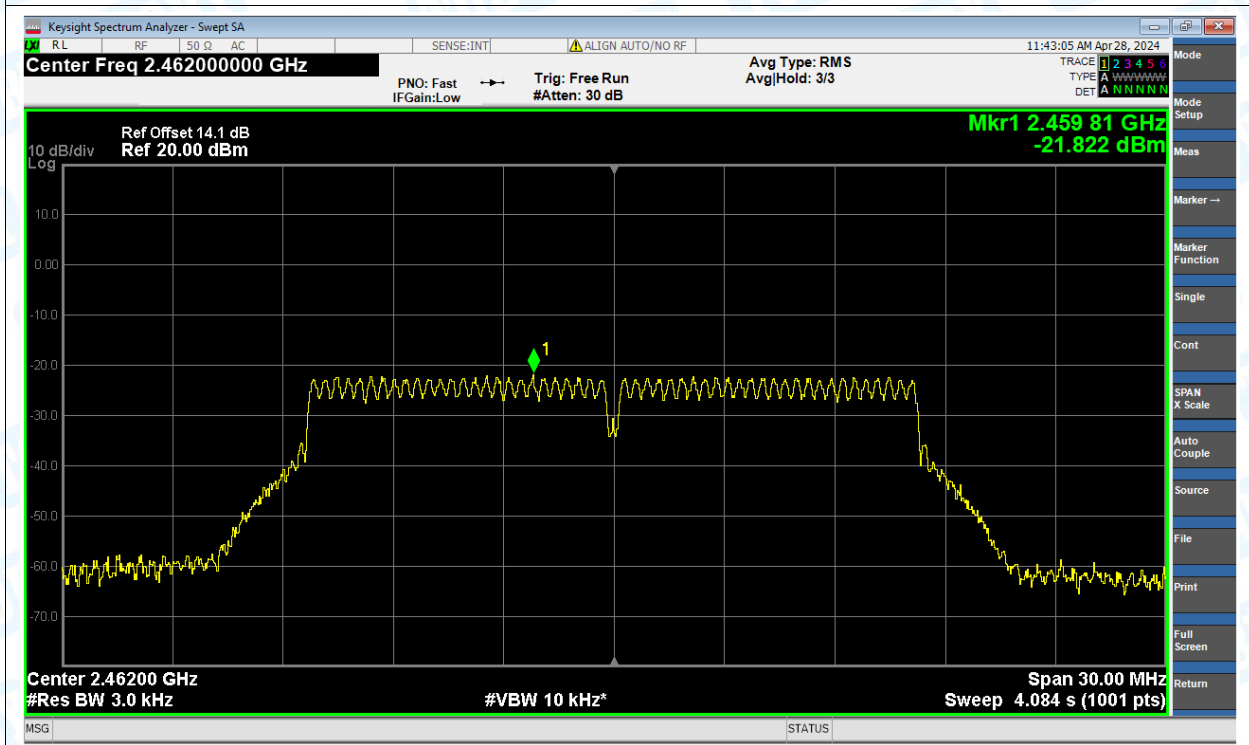 Keysight Spectrum Analyzer - Swept SA
LXI RL RF 50 Ω AC SENSE:INT ALIGN AUTO/NO RF 11:43:05 AM Apr 28, 2024
Center Freq 2.462000000 GHz
PNO: Fast
IFGain:Low
Trig: Free Run
#Atten: 30 dB
Avg Type: RMS
Avg|Hold: 3/3
TRACE 1 2 3 4 5 6
TYPE A WWWWW
DET A N N N N N
Ref Offset 14.1 dB
10 dB/div Ref 20.00 dBm
Log
Mkr1 2.459 81 GHz
-21.822 dBm
10.0
0.00
-10.0
-20.0
-30.0
-40.0
-50.0
-60.0
-70.0
1
Center 2.46200 GHz
#Res BW 3.0 kHz
#VBW 10 kHz*
Span 30.00 MHz
Sweep 4.084 s (1001 pts)
MSG
STATUS
Mode
Mode
Setup
Meas
Marker →
Marker
Function
Single
Cont
SPAN
X Scale
Auto
Couple
Source
File
Print
Full
Screen
Return